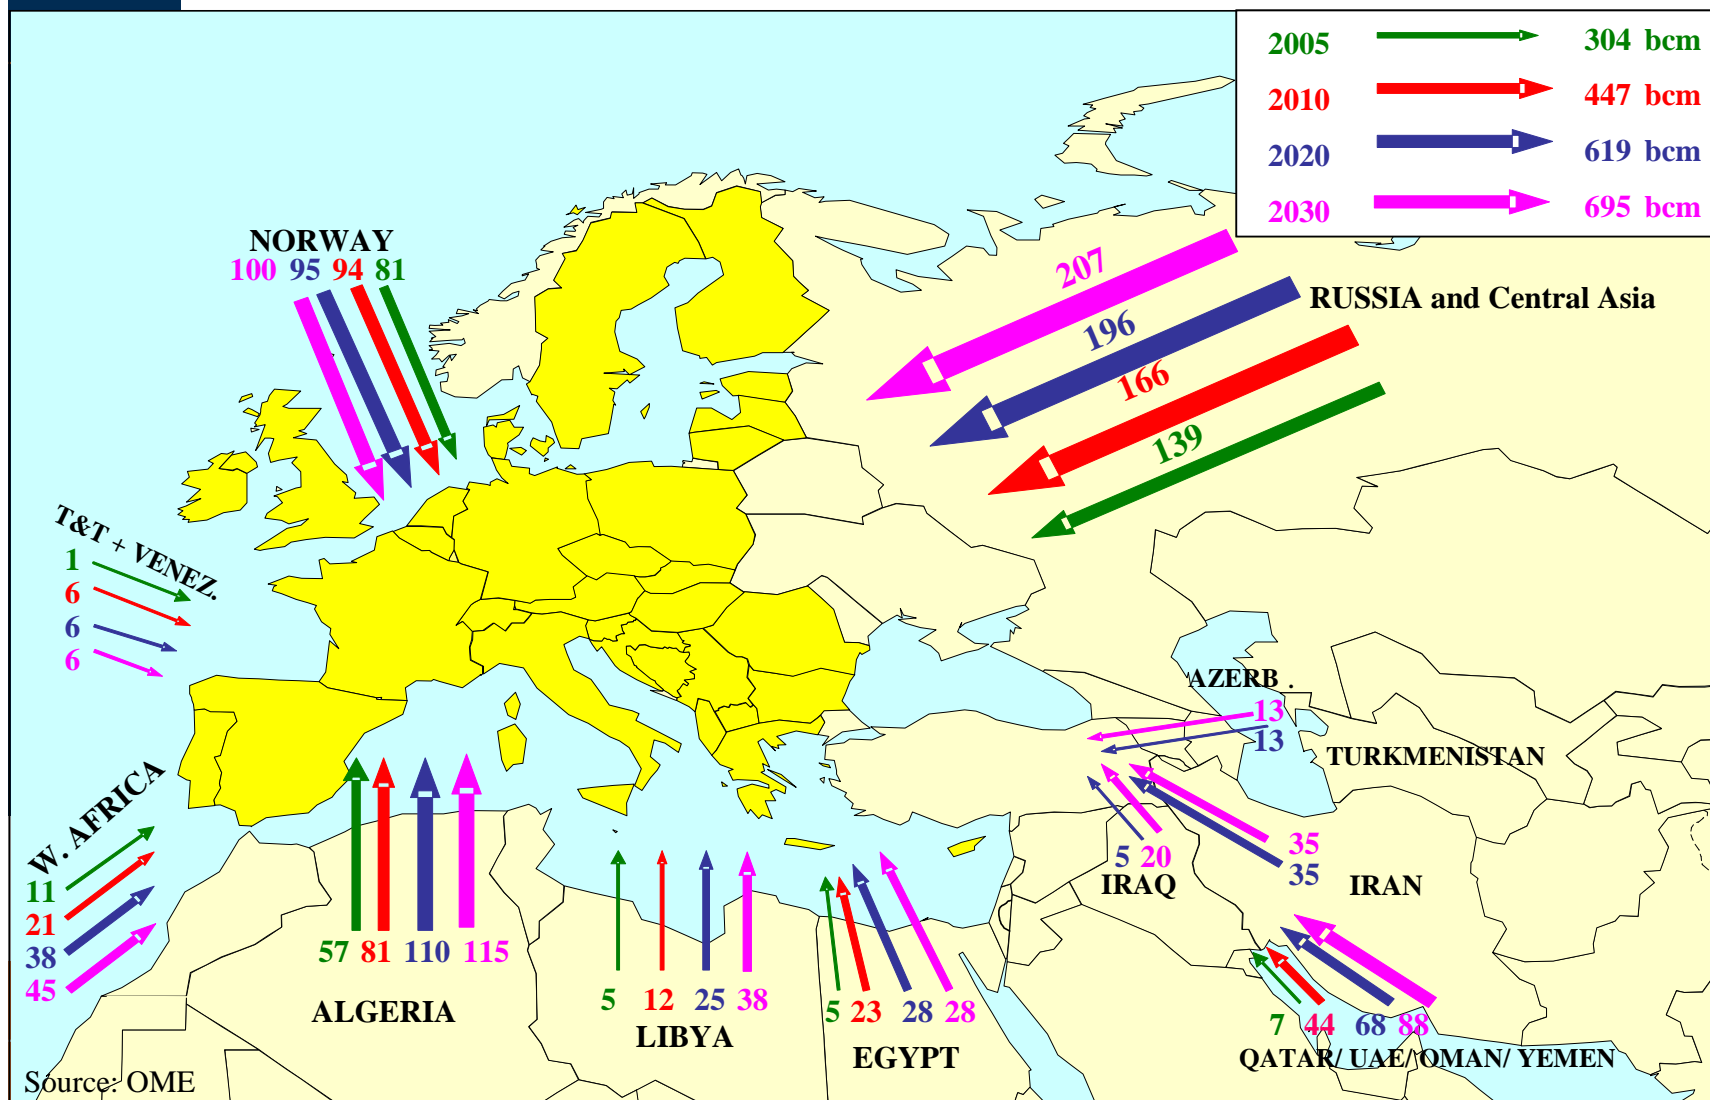 2005 304 bcm
2010 447 bcm
2020 619 bcm
2030 695 bcm
NORWAY
100 95 94 81
207
196
166
139
RUSSIA and Central Asia
T&T + VENEZ.
1
6
6
6
AZERB .
13
13
TURKMENISTAN
W. AFRICA
11
21
38
45
57 81 110 115
ALGERIA
5 12 25 38
LIBYA
5 23 28 28
EGYPT
5 20
IRAQ
35
35
IRAN
7 44 68 88
QATAR/ UAE/ OMAN/ YEMEN
Source: OME